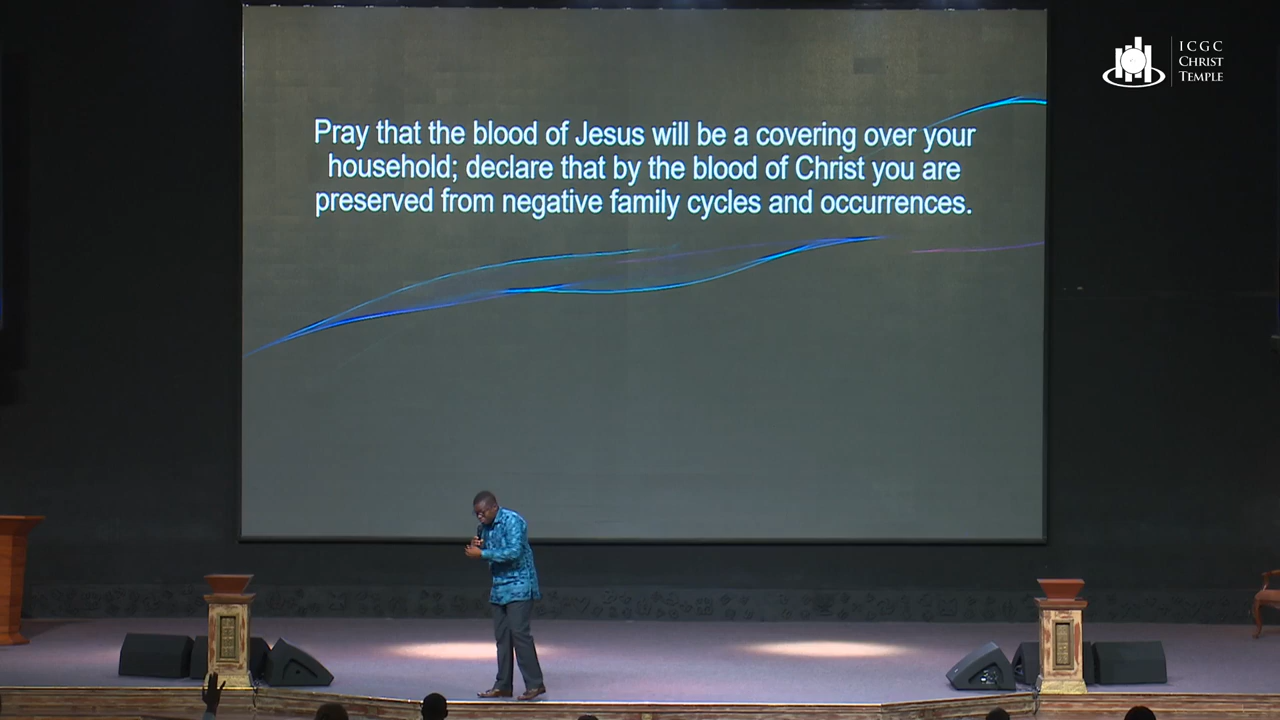 Pray that the blood of Jesus will be a covering over your
household; declare that by the blood of Christ you are
preserved from negative family cycles and occurrences.
ICGC
CHRIST
TEMPLE